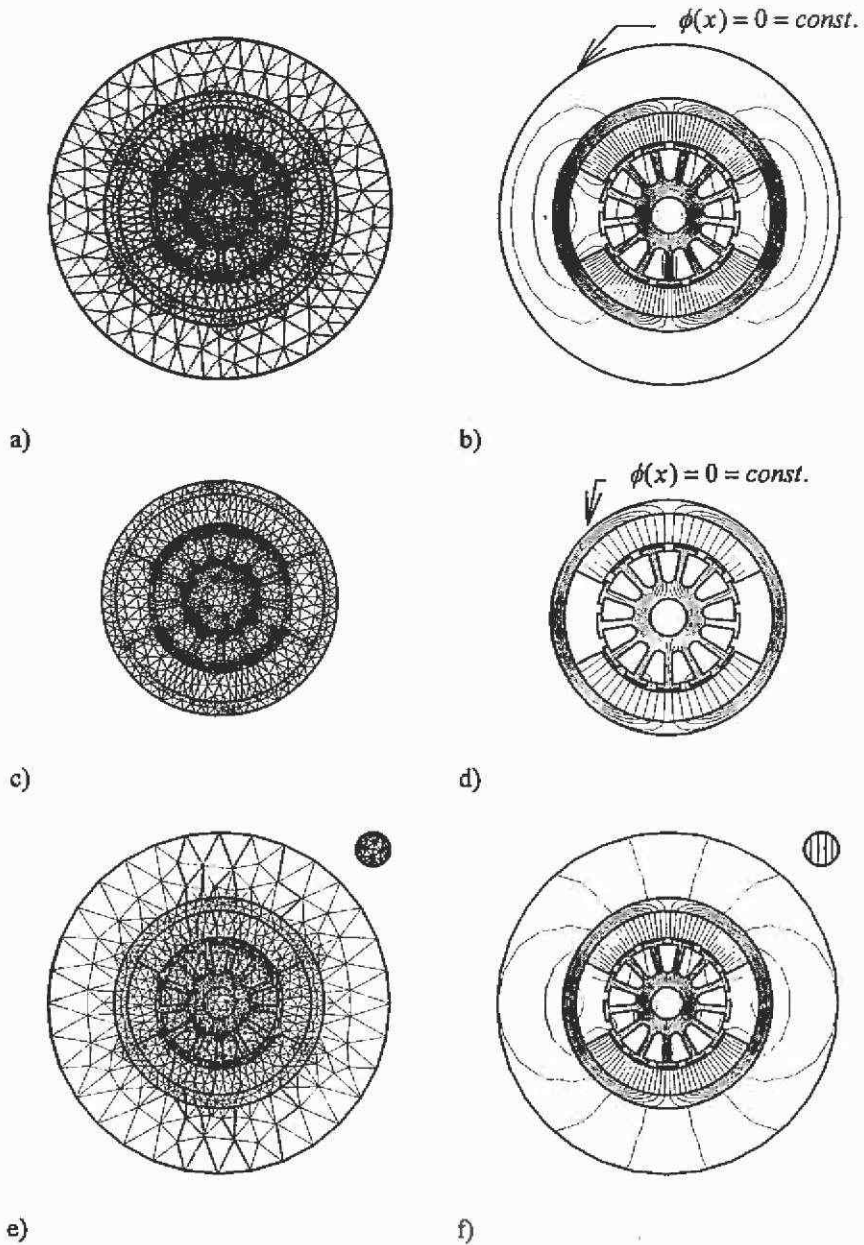 ϕ(x) = 0 = const.
a)
b)
ϕ(x) = 0 = const.
c)
d)
e)
f)